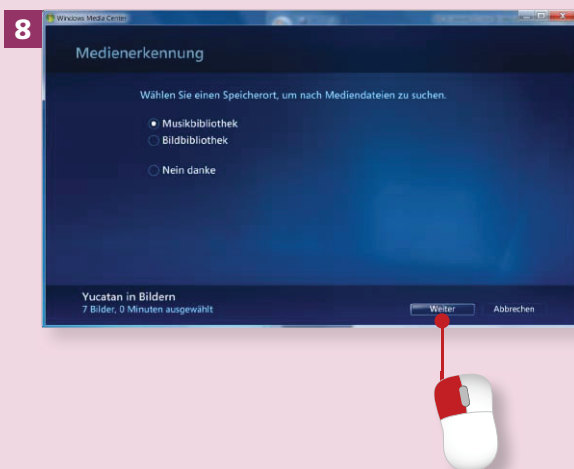 8
Windows Media Center
Medienerkennung
Wählen Sie einen Speicherort, um nach Mediendateien zu suchen.
Musikbibliothek
Bildbibliothek
Nein danke
Yucatan in Bildern
7 Bilder, 0 Minuten ausgewählt
Weiter
Abbrechen